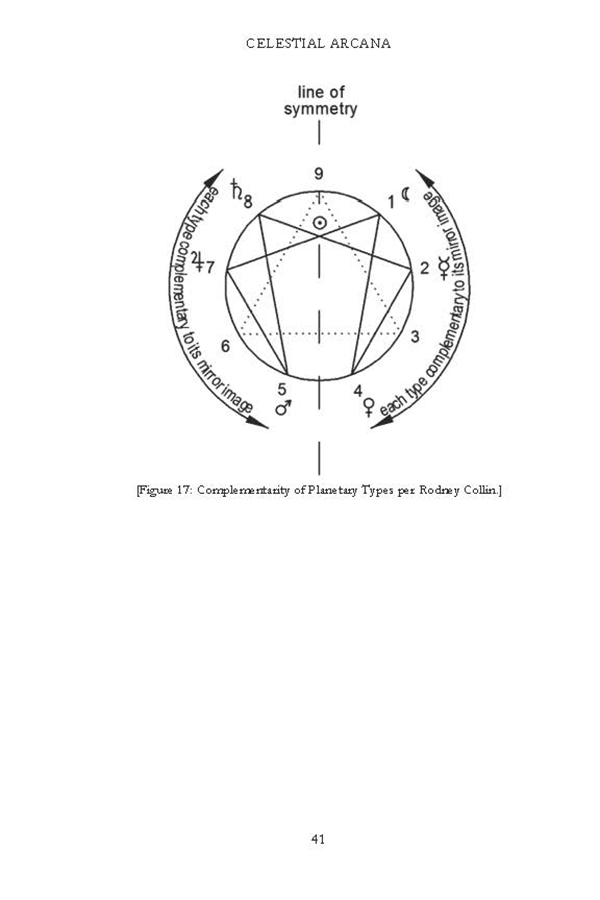 CELESTIAL ARCANA
line of
symmetry
9
♄8
1☾
♃7
2☿
6
3
5
4
♂
♀
each type complementary to its mirror image
each type complementary to its mirror image
☉
[Figure 17: Complementarity of Planetary Types per Rodney Collin.]
41